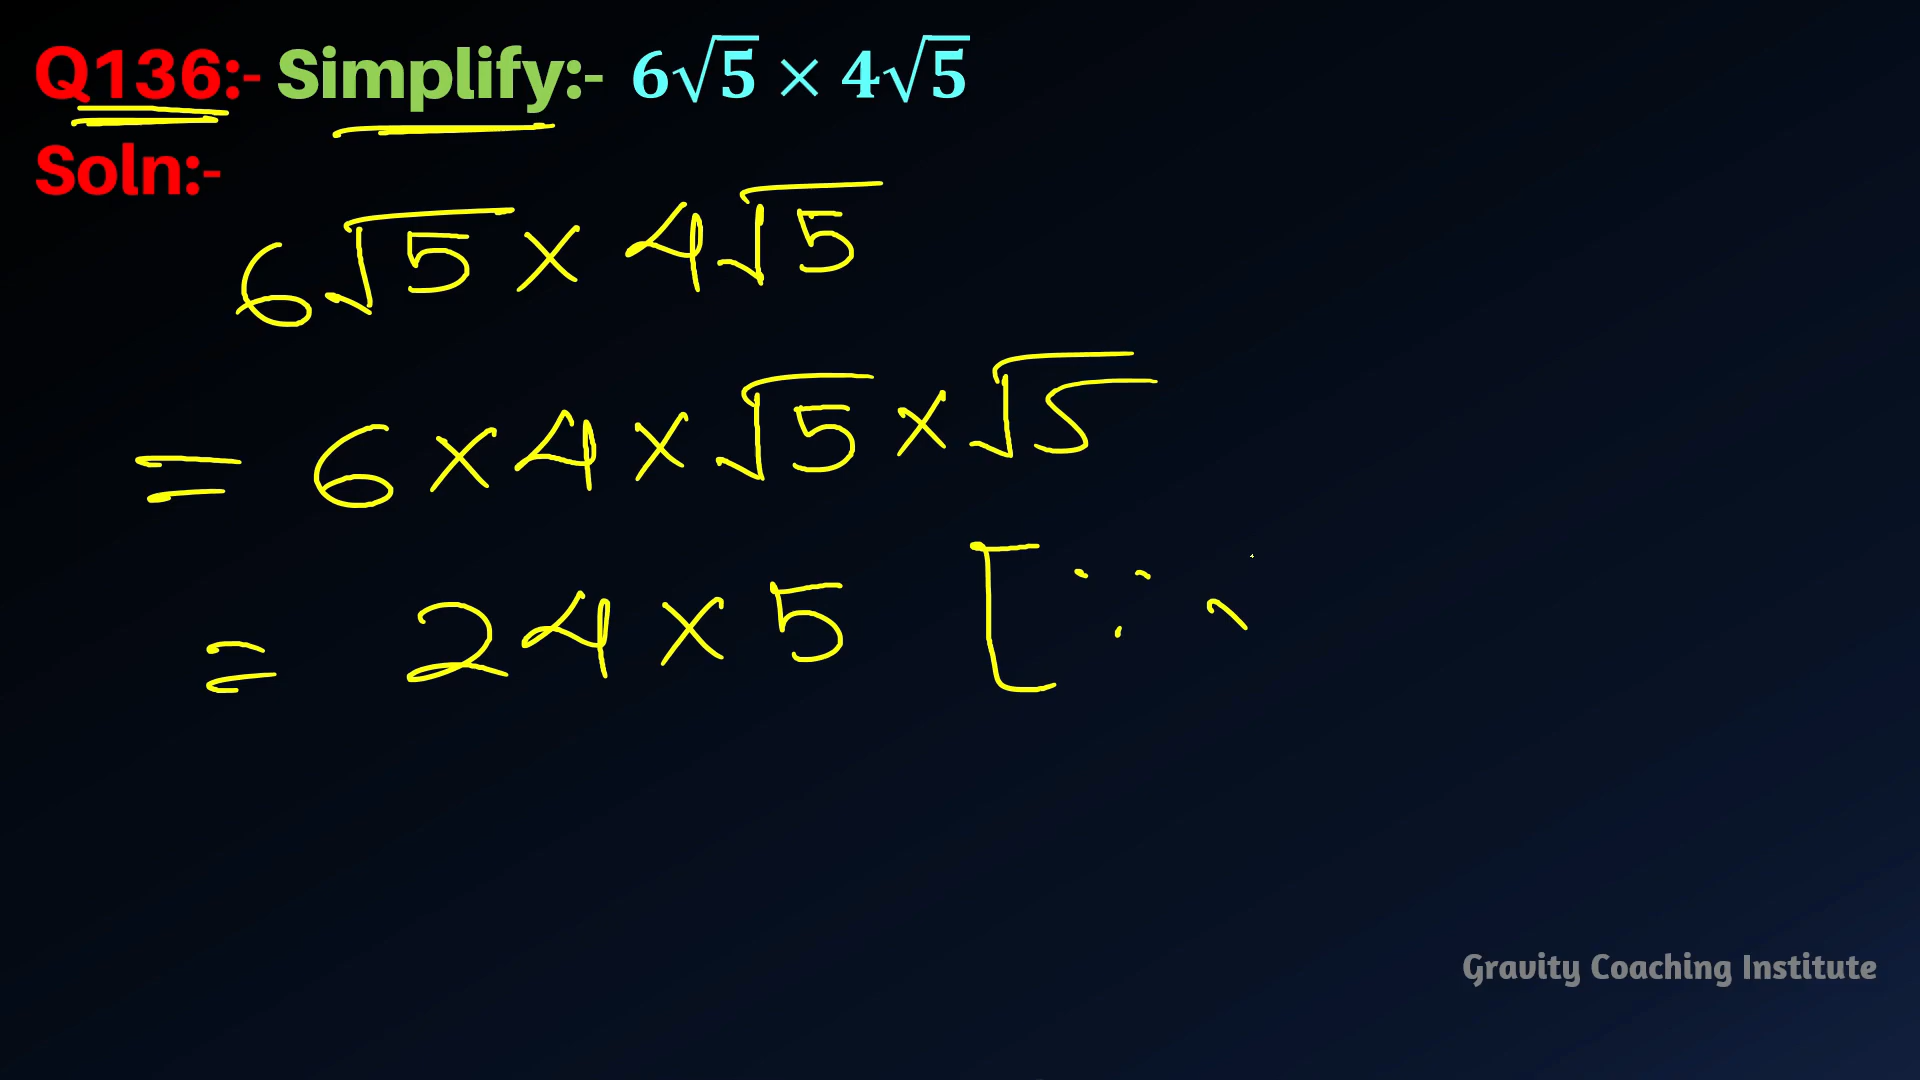 Q136:- Simplify:- 6√5 × 4√5
Soln:-
6√5 × 4√5
= 6 × 4 × √5 × √5
= 24 × 5 [ ∵
Gravity Coaching Institute